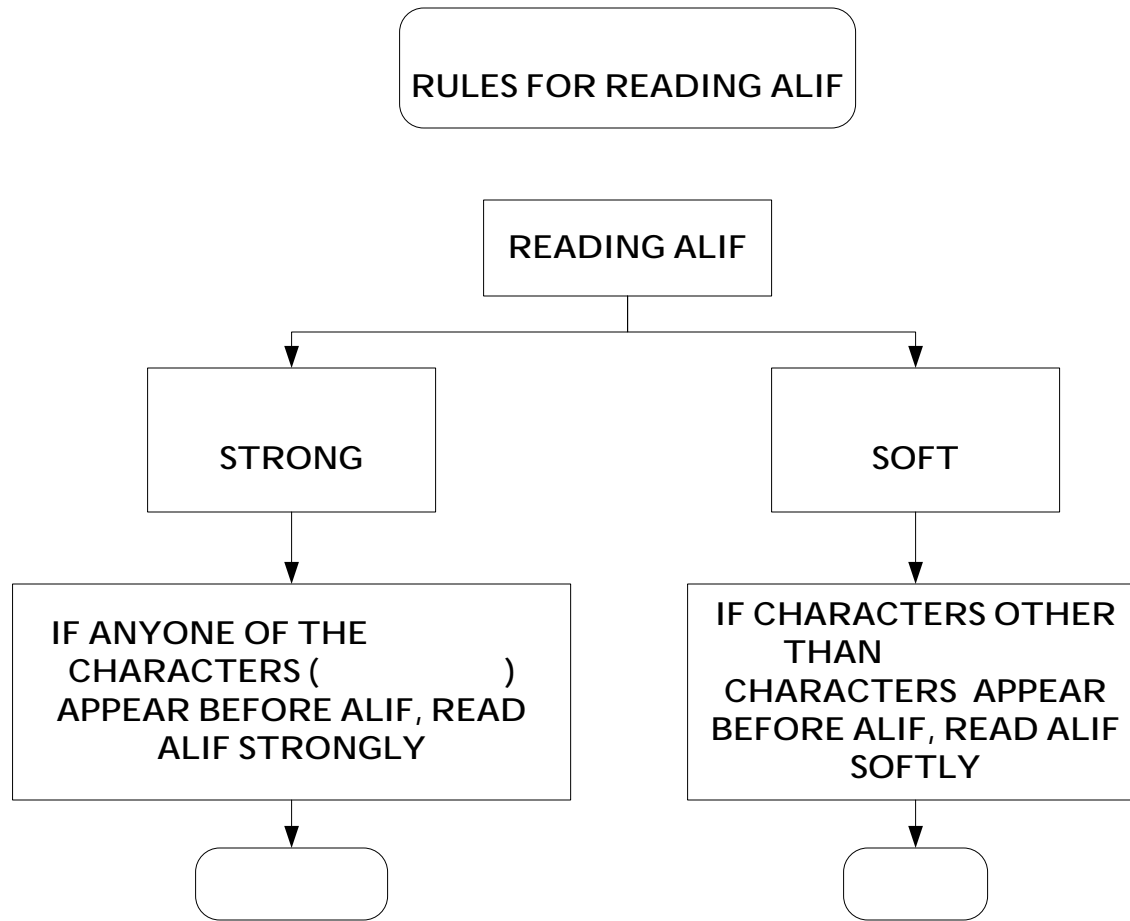 RULES FOR READING ALIF
READING ALIF
STRONG
SOFT
IF ANYONE OF THE
CHARACTERS ( )
APPEAR BEFORE ALIF, READ
ALIF STRONGLY
IF CHARACTERS OTHER
THAN
CHARACTERS APPEAR
BEFORE ALIF, READ ALIF
SOFTLY